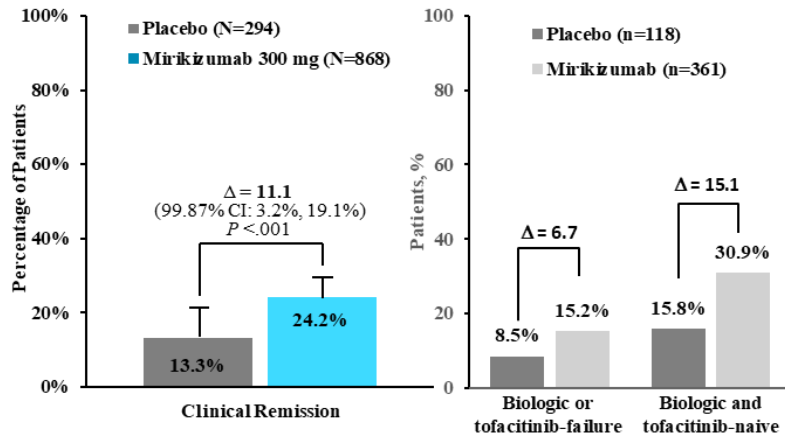 Placebo (N=294)
Mirikizumab 300 mg (N=868)
Percentage of Patients
100%
80%
60%
40%
20%
0%
Δ = 11.1
(99.87% CI: 3.2%, 19.1%)
P <.001
13.3%
24.2%
Clinical Remission
Placebo (n=118)
Mirikizumab (n=361)
Patients, %
100
80
60
40
20
0
Δ = 6.7
8.5%
15.2%
Δ = 15.1
15.8%
30.9%
Biologic or
tofacitinib-failure
Biologic and
tofacitinib-naive